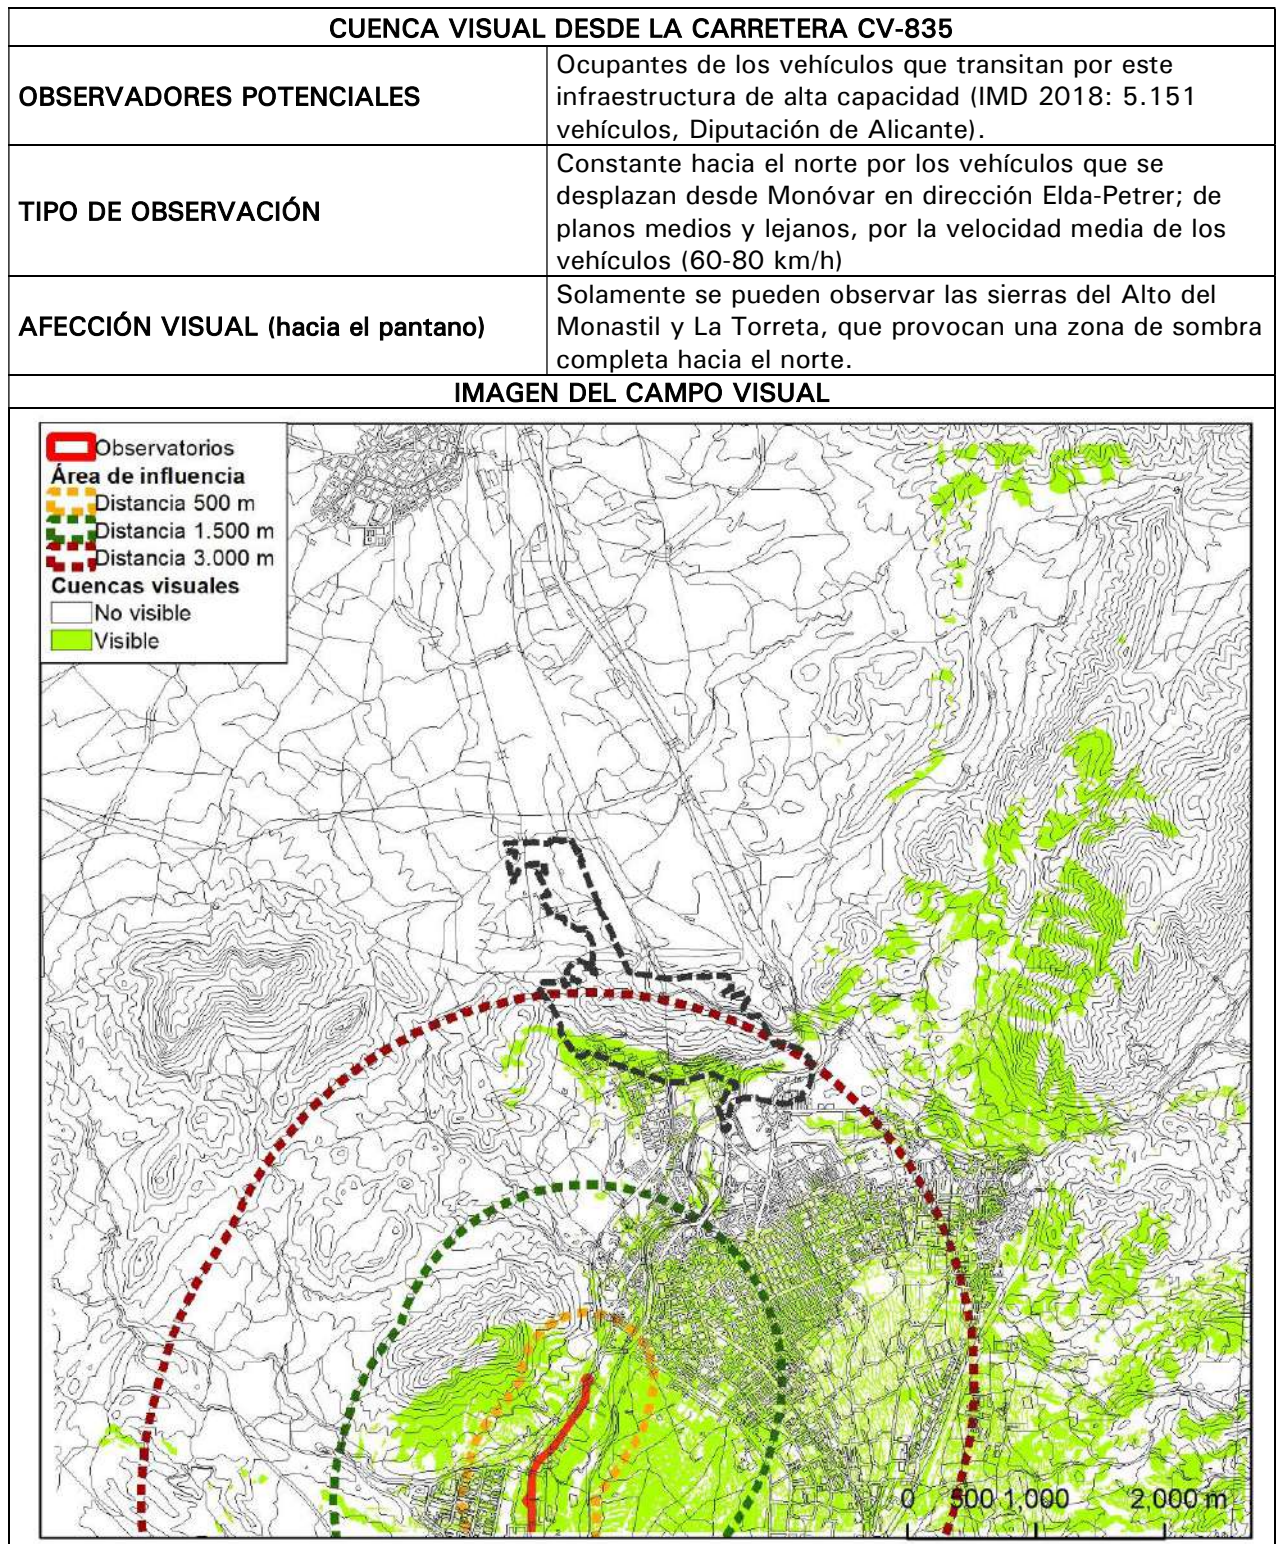 CUENCA VISUAL DESDE LA CARRETERA CV-835
OBSERVADORES POTENCIALES
Ocupantes de los vehículos que transitan por este
infraestructura de alta capacidad (IMD 2018: 5.151
vehículos, Diputación de Alicante).
TIPO DE OBSERVACIÓN
Constante hacia el norte por los vehículos que se
desplazan desde Monóvar en dirección Elda-Petrer; de
planos medios y lejanos, por la velocidad media de los
vehículos (60-80 km/h)
AFECCIÓN VISUAL (hacia el pantano)
Solamente se pueden observar las sierras del Alto del
Monastil y La Torreta, que provocan una zona de sombra
completa hacia el norte.
IMAGEN DEL CAMPO VISUAL
Observatorios
Área de influencia
Distancia 500 m
Distancia 1.500 m
Distancia 3.000 m
Cuencas visuales
No visible
Visible
0 500 1,000 2,000 m